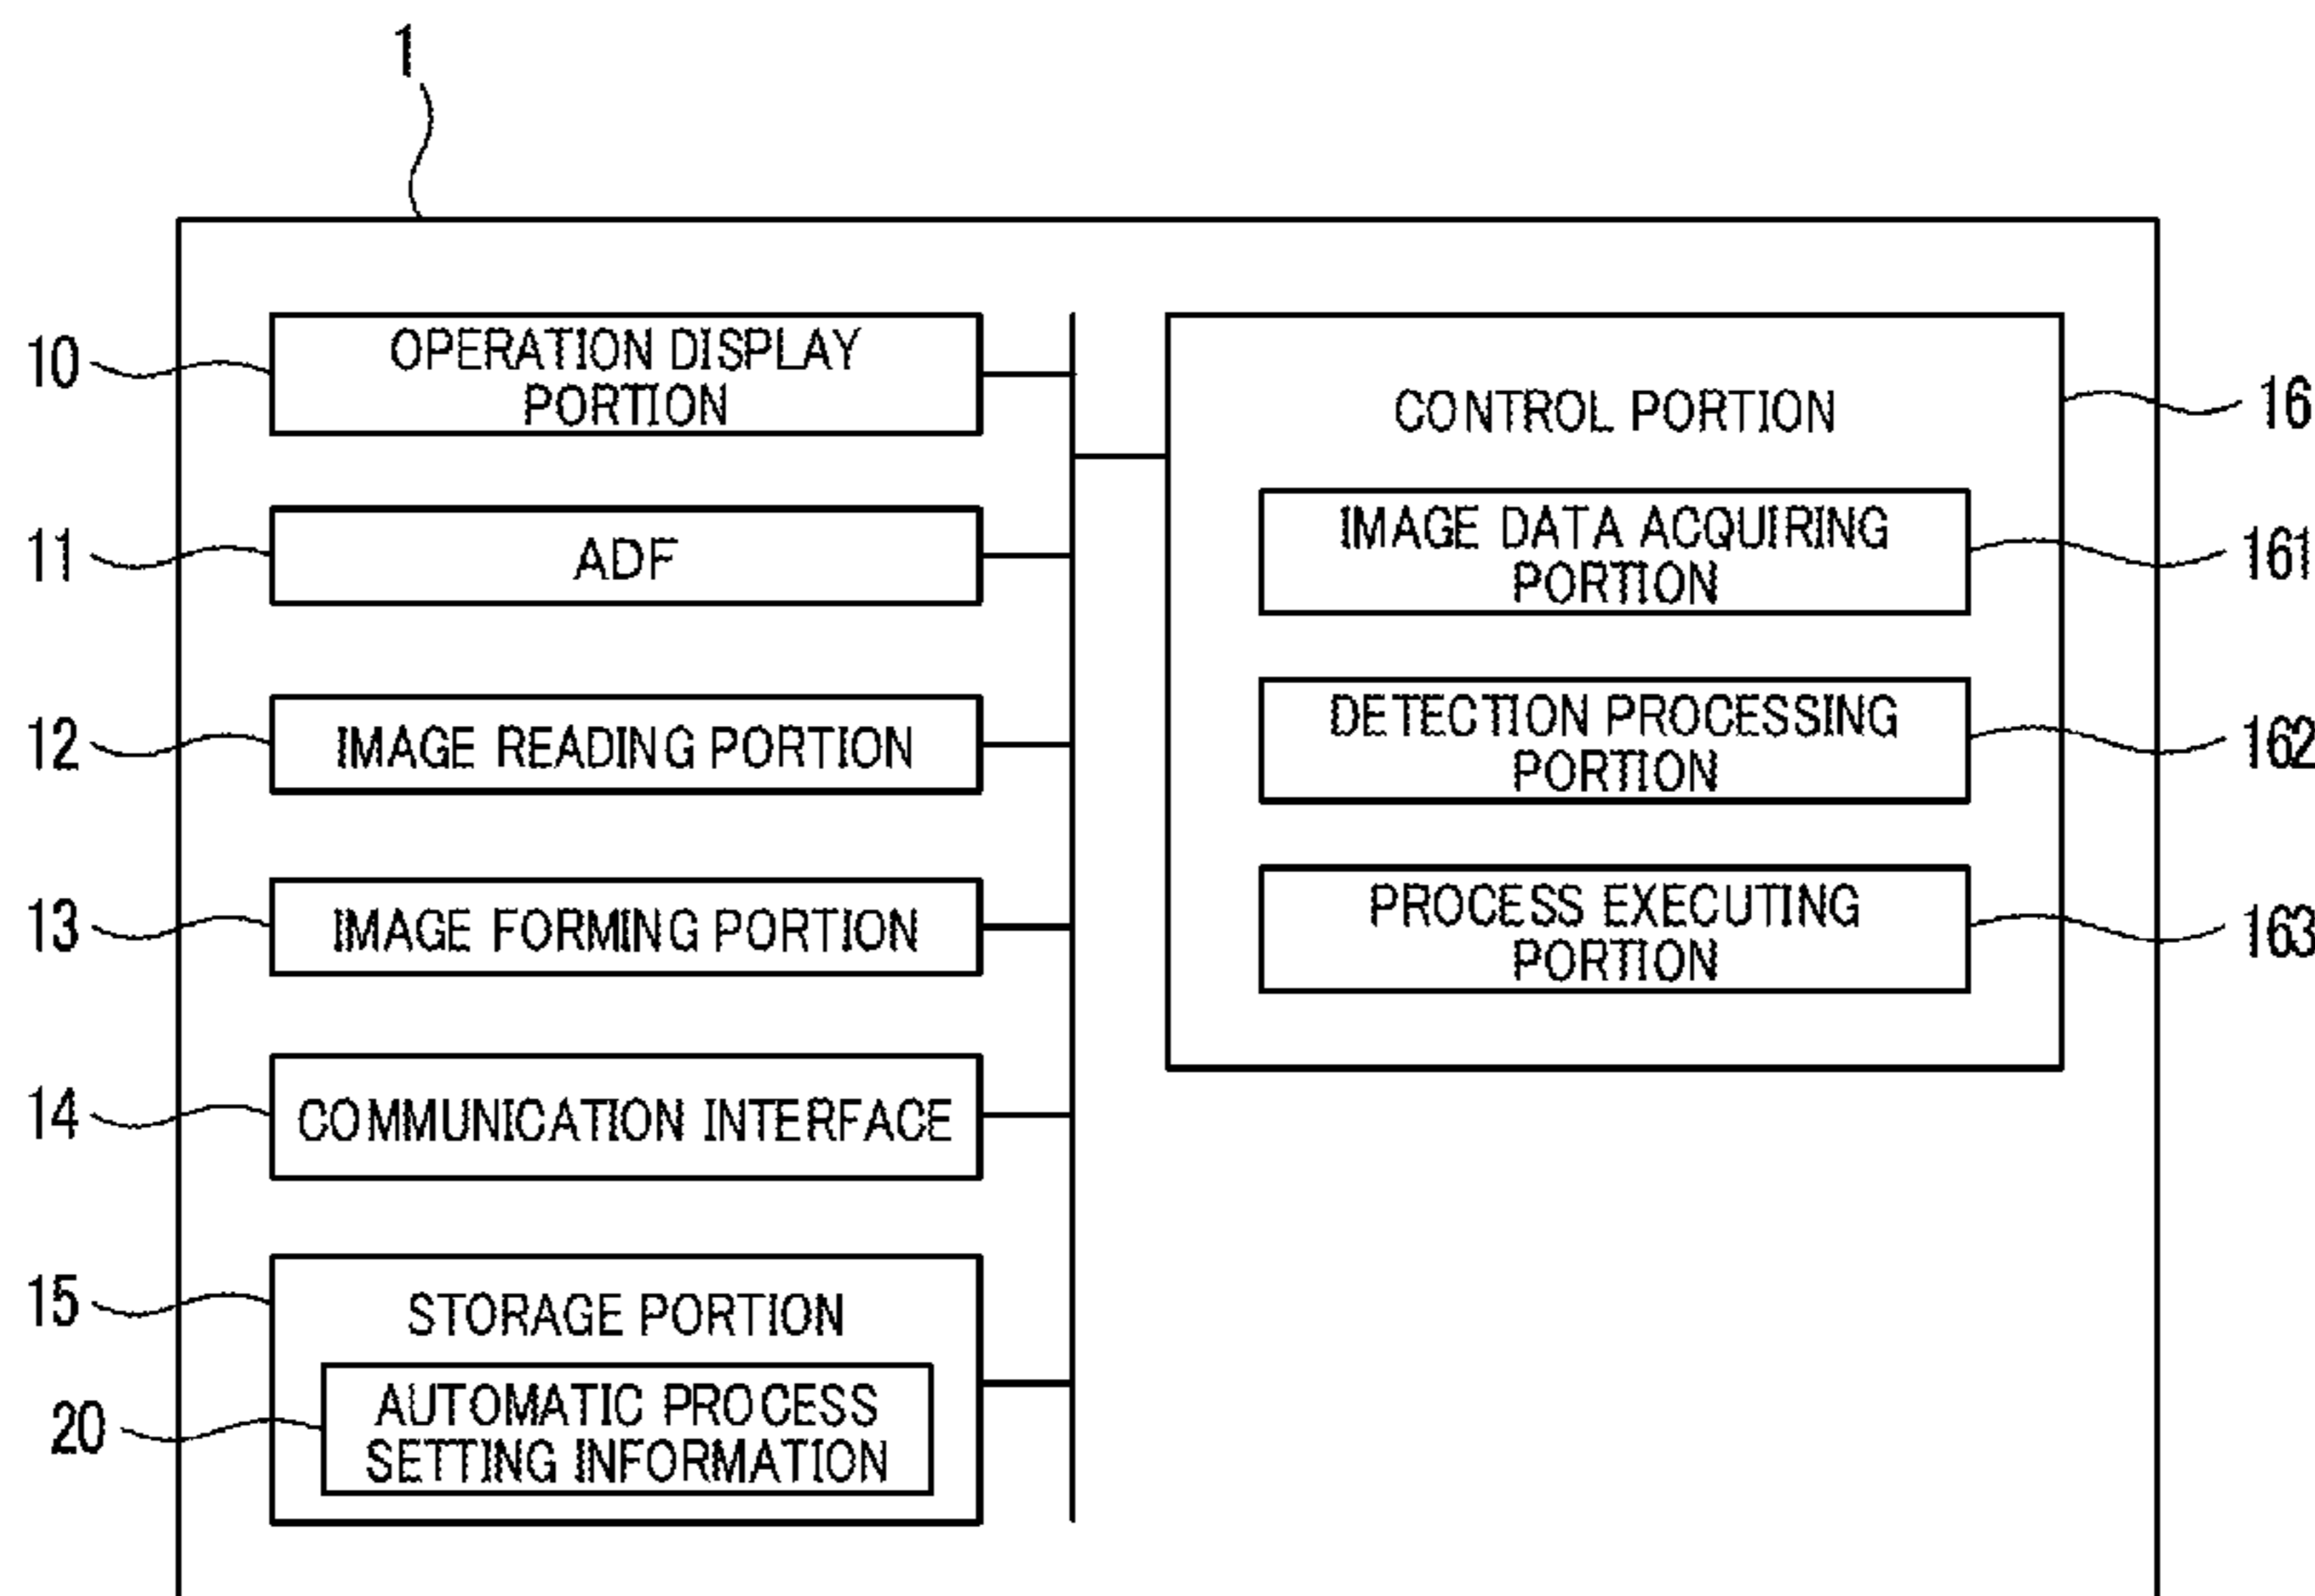 1
10
OPERATION DISPLAY
PORTION
11
ADF
12
IMAGE READING PORTION
13
IMAGE FORMING PORTION
14
COMMUNICATION INTERFACE
15
STORAGE PORTION
20
AUTOMATIC PROCESS
SETTING INFORMATION
CONTROL PORTION
16
IMAGE DATA ACQUIRING
PORTION
161
DETECTION PROCESSING
PORTION
162
PROCESS EXECUTING
PORTION
163